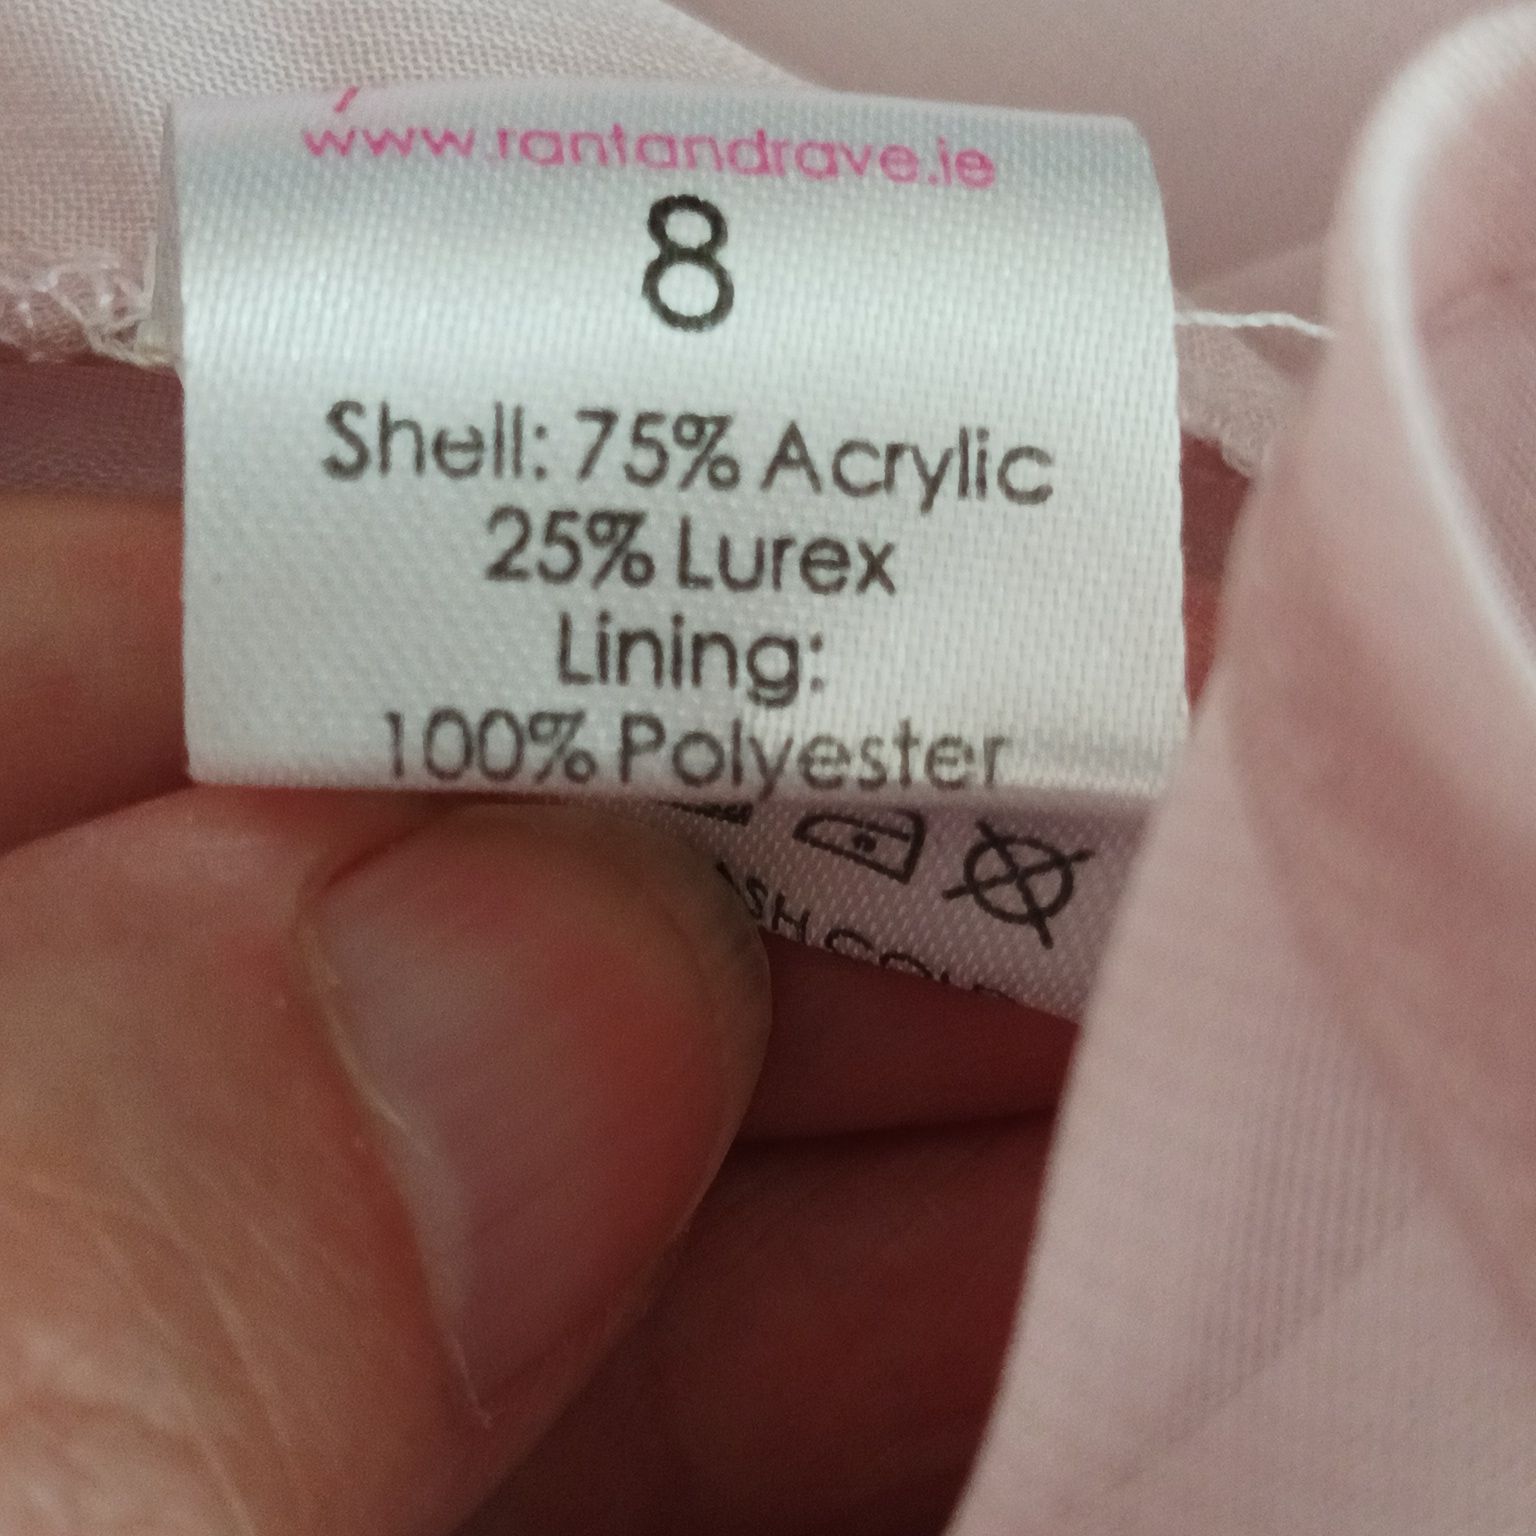 www.rantandrave.ie
8
Shell: 75% Acrylic
25% Lurex
Lining:
100% Polyester